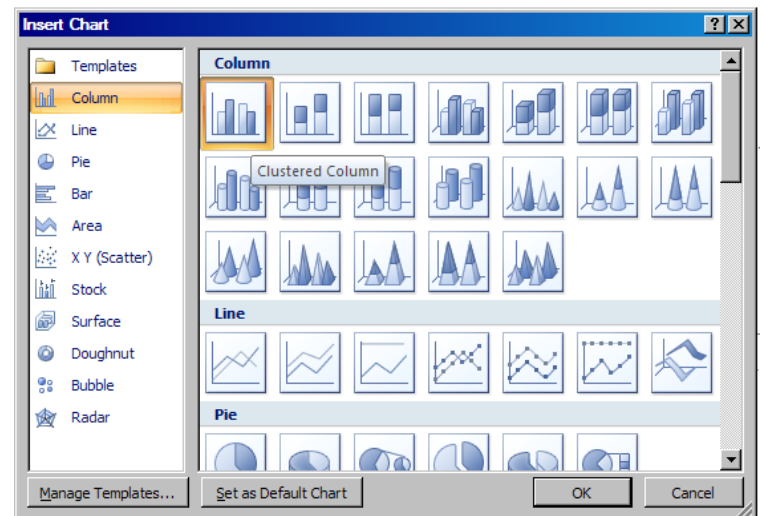 Insert Chart
Templates
Column
Line
Pie
Bar
Area
X Y (Scatter)
Stock
Surface
Doughnut
Bubble
Radar
Column
Clustered Column
Line
Pie
Manage Templates...
Set as Default Chart
OK
Cancel